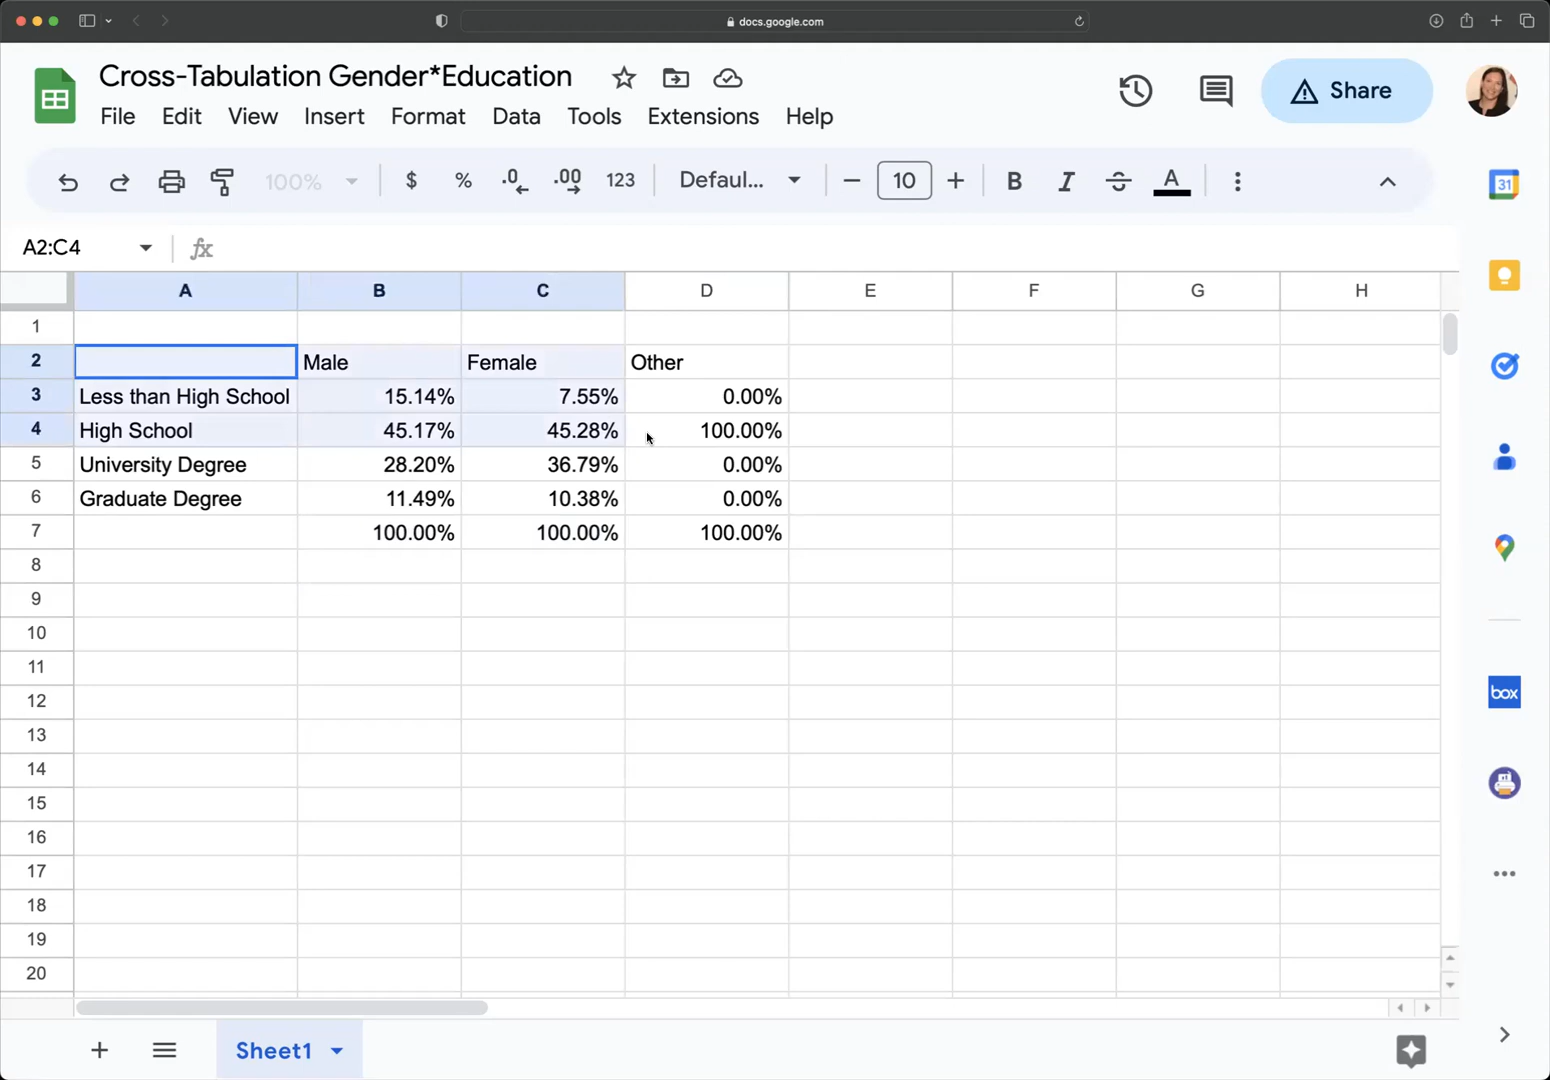 docs.google.com
Cross-Tabulation Gender*Education
File Edit View Insert Format Data Tools Extensions Help
Share
100% $ % .0 .00 123 Defaul... 10 B I S A
31
A2:C4 fx
A B C D E F G H
1
2 Male Female Other
3 Less than High School 15.14% 7.55% 0.00%
4 High School 45.17% 45.28% 100.00%
5 University Degree 28.20% 36.79% 0.00%
6 Graduate Degree 11.49% 10.38% 0.00%
7 100.00% 100.00% 100.00%
8
9
10
11
12
box
13
14
15
16
17
18
19
20
Sheet1